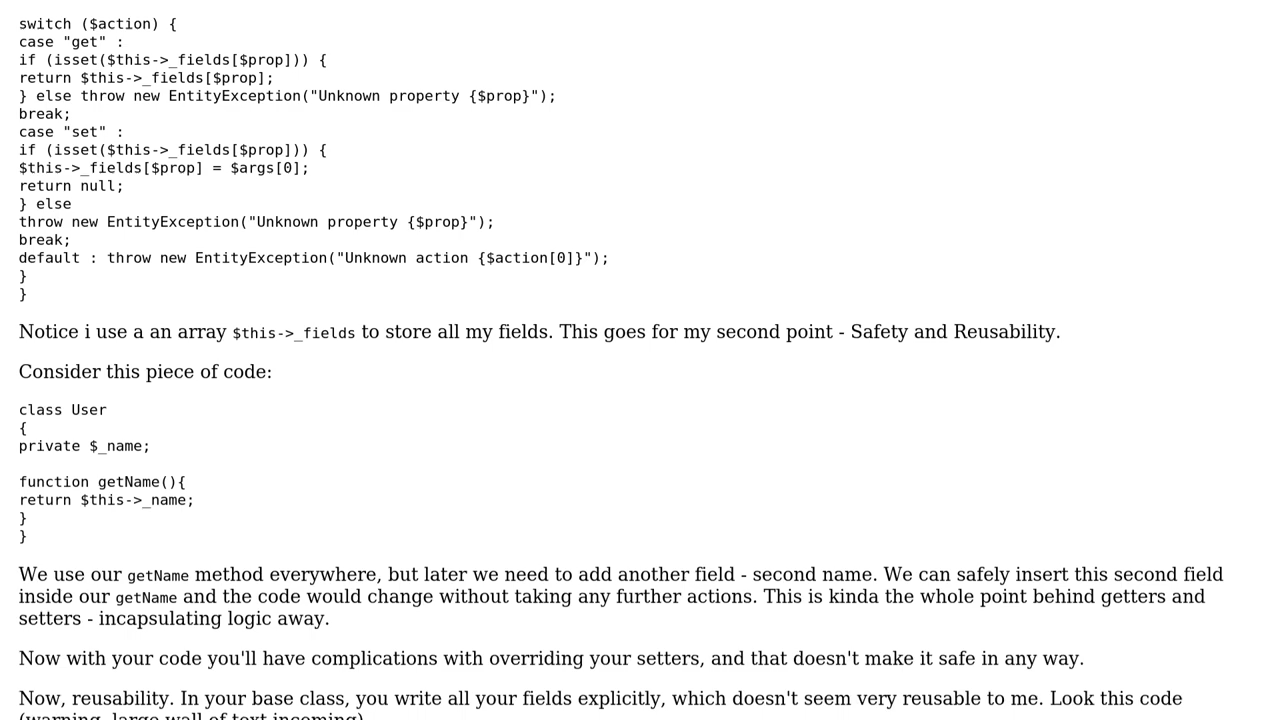 switch ($action) {
case "get" :
if (isset($this->_fields[$prop])) {
return $this->_fields[$prop];
} else throw new EntityException("Unknown property {$prop}");
break;
case "set" :
if (isset($this->_fields[$prop])) {
$this->_fields[$prop] = $args[0];
return null;
} else
throw new EntityException("Unknown property {$prop}");
break;
default : throw new EntityException("Unknown action {$action[0]}");
}
}
Notice i use a an array $this->_fields to store all my fields. This goes for my second point - Safety and Reusability.
Consider this piece of code:
class User
{
private $_name;
function getName(){
return $this->_name;
}
}
We use our getName method everywhere, but later we need to add another field - second name. We can safely insert this second field
inside our getName and the code would change without taking any further actions. This is kinda the whole point behind getters and
setters - incapsulating logic away.
Now with your code you'll have complications with overriding your setters, and that doesn't make it safe in any way.
Now, reusability. In your base class, you write all your fields explicitly, which doesn't seem very reusable to me. Look this code
(warning, large wall of text incoming)